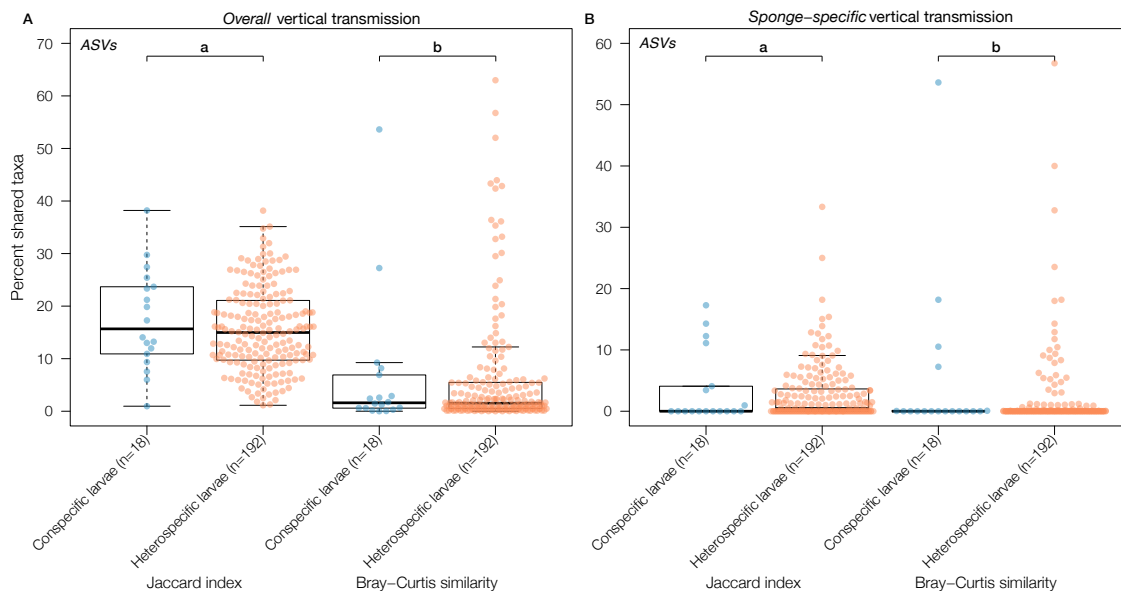 A
Overall vertical transmission
ASVs
a
b
Percent shared taxa
70
60
50
40
30
20
10
0
Conspecific larvae (n=18)
Heterospecific larvae (n=192)
Conspecific larvae (n=18)
Heterospecific larvae (n=192)
Jaccard index
Bray−Curtis similarity
B
Sponge−specific vertical transmission
ASVs
a
b
60
50
40
30
20
10
0
Conspecific larvae (n=18)
Heterospecific larvae (n=192)
Conspecific larvae (n=18)
Heterospecific larvae (n=192)
Jaccard index
Bray−Curtis similarity